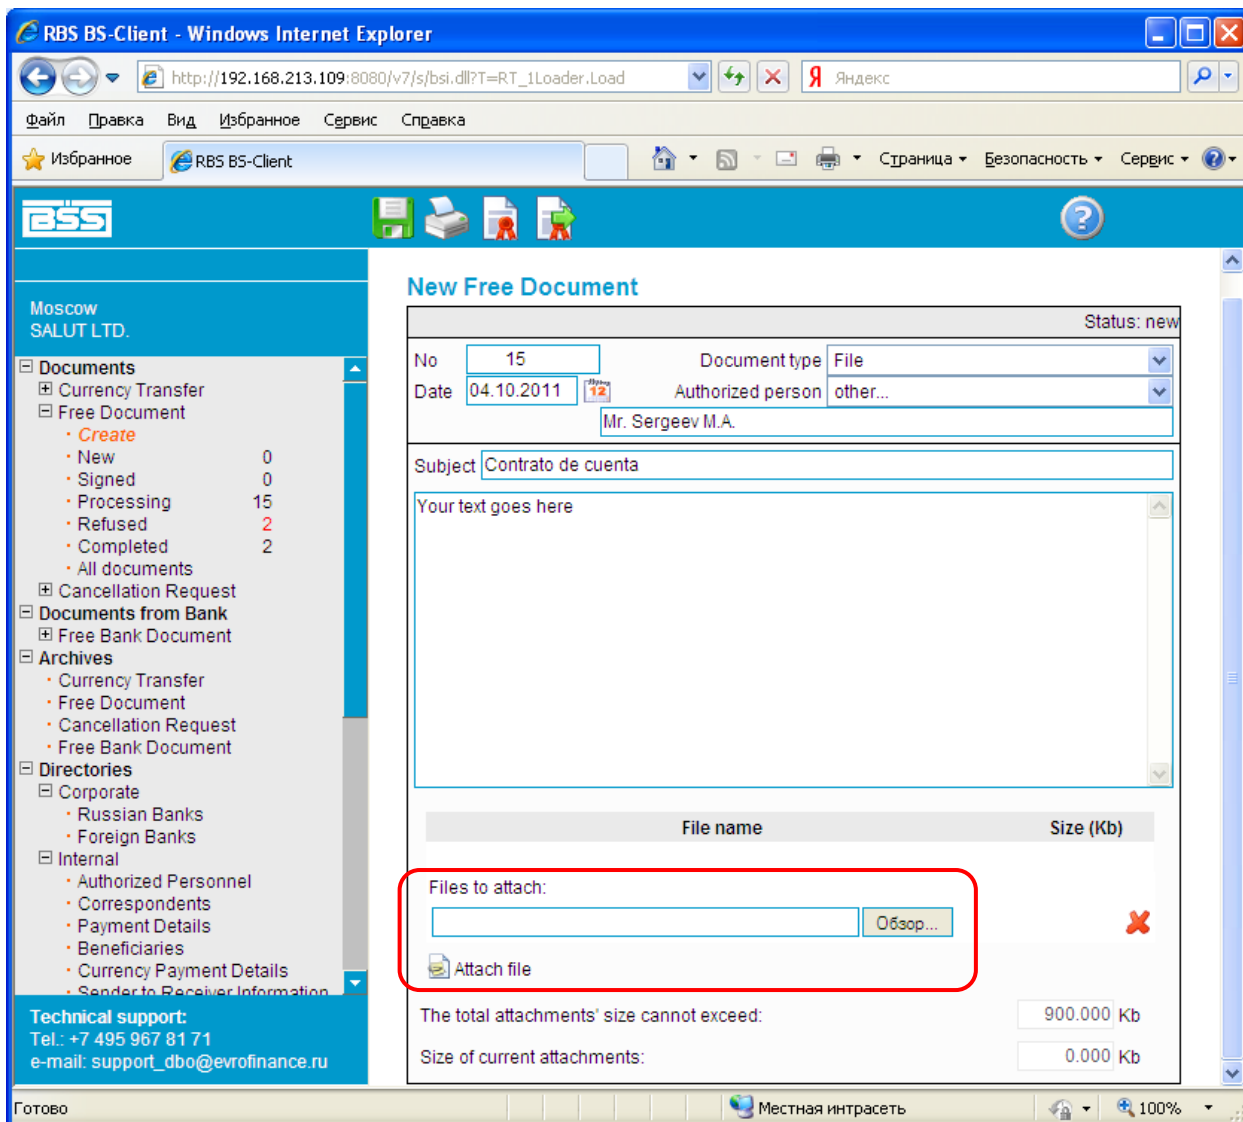 RBS BS-Client - Windows Internet Explorer
http://192.168.213.109:8080/v7/s/bsi.dll?T=RT_1Loader.Load
Я Яндекс
Файл Правка Вид Избранное Сервис Справка
Избранное RBS BS-Client Страница Безопасность Сервис
BSS
Moscow
SALUT LTD.
Documents
Currency Transfer
Free Document
Create
New 0
Signed 0
Processing 15
Refused 2
Completed 2
All documents
Cancellation Request
Documents from Bank
Free Bank Document
Archives
Currency Transfer
Free Document
Cancellation Request
Free Bank Document
Directories
Corporate
Russian Banks
Foreign Banks
Internal
Authorized Personnel
Correspondents
Payment Details
Beneficiaries
Currency Payment Details
Sender to Receiver Information
Technical support:
Tel.: +7 495 967 81 71
e-mail: support_dbo@evrofinance.ru
New Free Document
Status: new
No 15 Document type File
Date 04.10.2011 12 Authorized person other...
Mr. Sergeev M.A.
Subject Contrato de cuenta
Your text goes here
File name Size (Kb)
Files to attach:
Обзор...
Attach file
The total attachments' size cannot exceed: 900.000 Kb
Size of current attachments: 0.000 Kb
Готово Местная интрасеть 100%